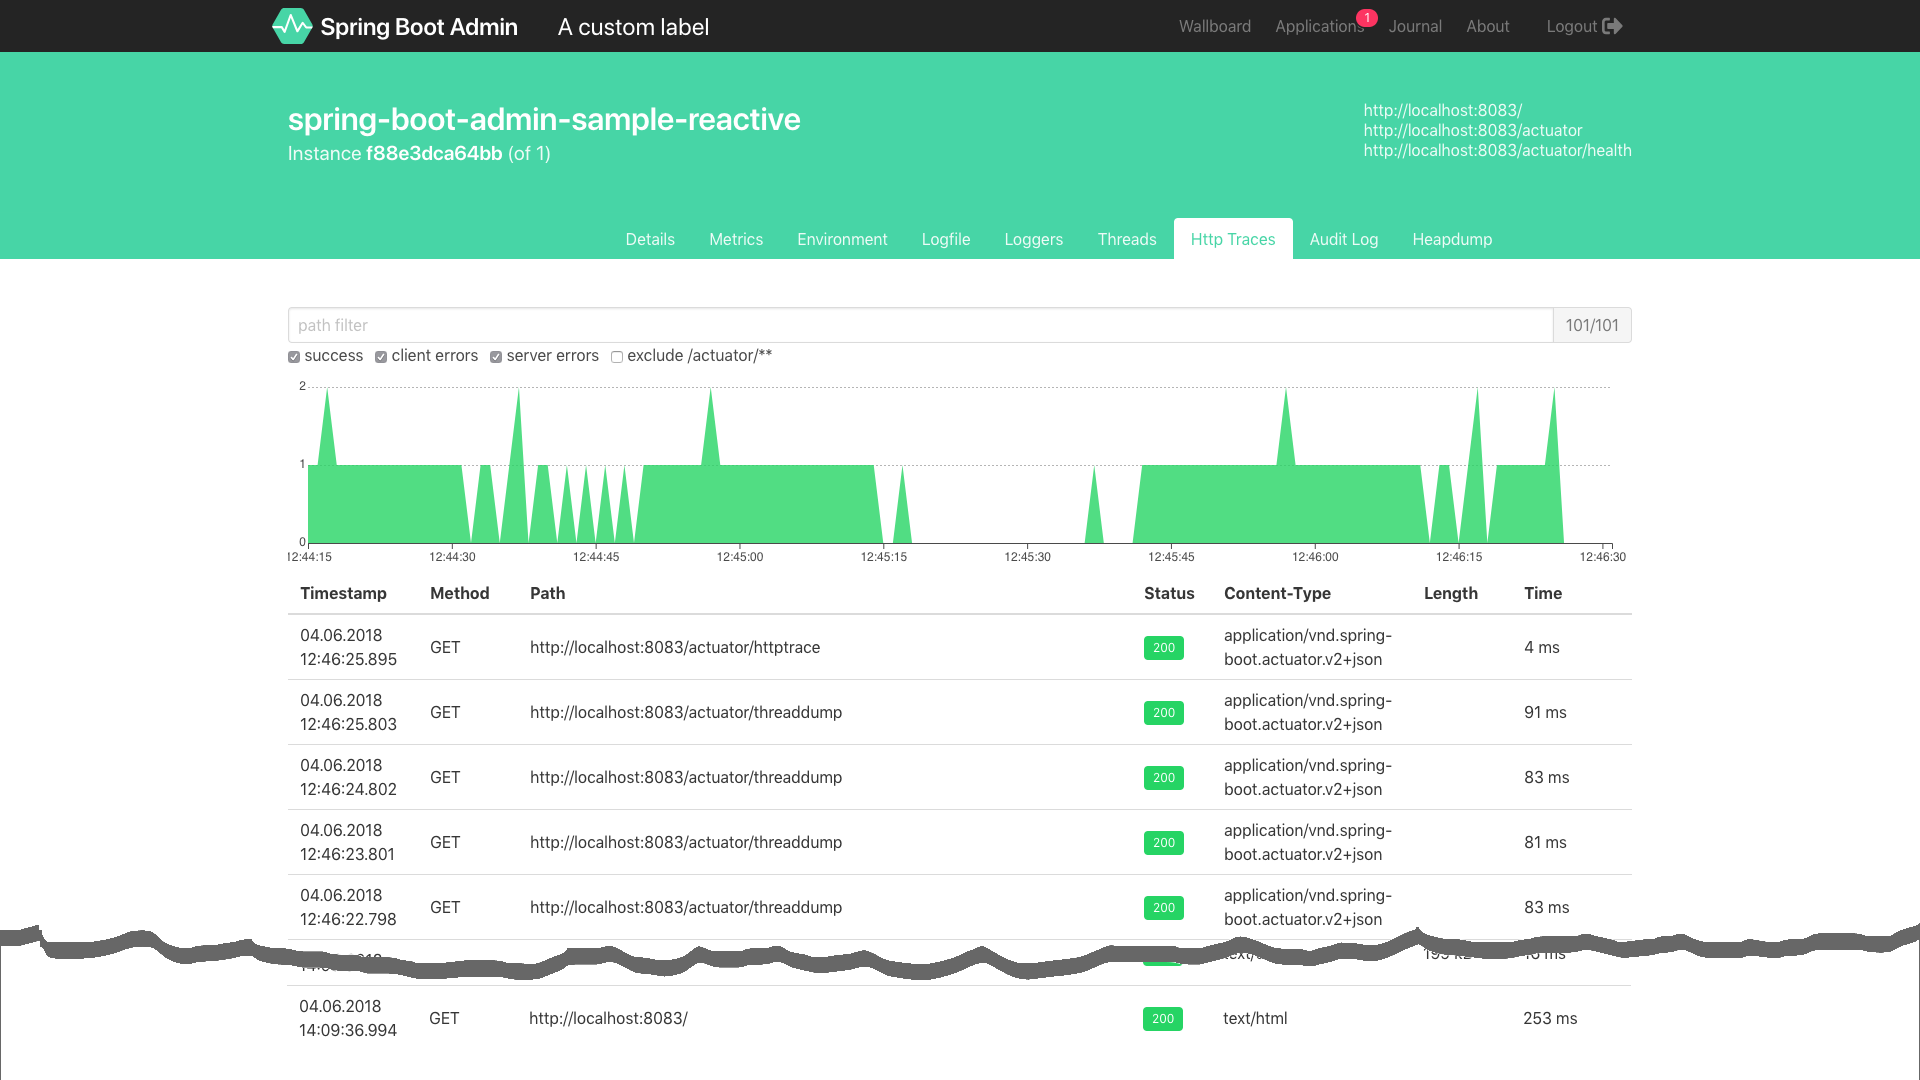 Spring Boot Admin A custom label Wallboard Applications 1 Journal About Logout
spring-boot-admin-sample-reactive
Instance f88e3dca64bb (of 1)
http://localhost:8083/
http://localhost:8083/actuator
http://localhost:8083/actuator/health
Details Metrics Environment Logfile Loggers Threads Http Traces Audit Log Heapdump
path filter 101/101
success client errors server errors exclude /actuator/**
2
1
0
12:44:15 12:44:30 12:44:45 12:45:00 12:45:15 12:45:30 12:45:45 12:46:00 12:46:15 12:46:30
Timestamp Method Path Status Content-Type Length Time
04.06.2018
12:46:25.895 GET http://localhost:8083/actuator/httptrace 200 application/vnd.spring-
boot.actuator.v2+json 4 ms
04.06.2018
12:46:25.803 GET http://localhost:8083/actuator/threaddump 200 application/vnd.spring-
boot.actuator.v2+json 91 ms
04.06.2018
12:46:24.802 GET http://localhost:8083/actuator/threaddump 200 application/vnd.spring-
boot.actuator.v2+json 83 ms
04.06.2018
12:46:23.801 GET http://localhost:8083/actuator/threaddump 200 application/vnd.spring-
boot.actuator.v2+json 81 ms
04.06.2018
12:46:22.798 GET http://localhost:8083/actuator/threaddump 200 application/vnd.spring-
boot.actuator.v2+json 83 ms
04.06.2018
14:09:36.994 GET http://localhost:8083/ 200 text/html 253 ms